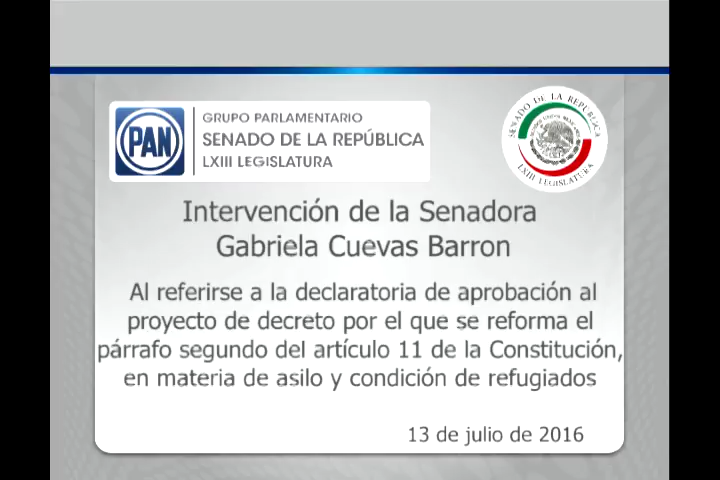 PAN
GRUPO PARLAMENTARIO
SENADO DE LA REPÚBLICA
LXIII LEGISLATURA
SENADO DE LA REPÚBLICA
LXIII LEGISLATURA
Intervención de la Senadora
Gabriela Cuevas Barron
Al referirse a la declaratoria de aprobación al
proyecto de decreto por el que se reforma el
párrafo segundo del artículo 11 de la Constitución,
en materia de asilo y condición de refugiados
13 de julio de 2016